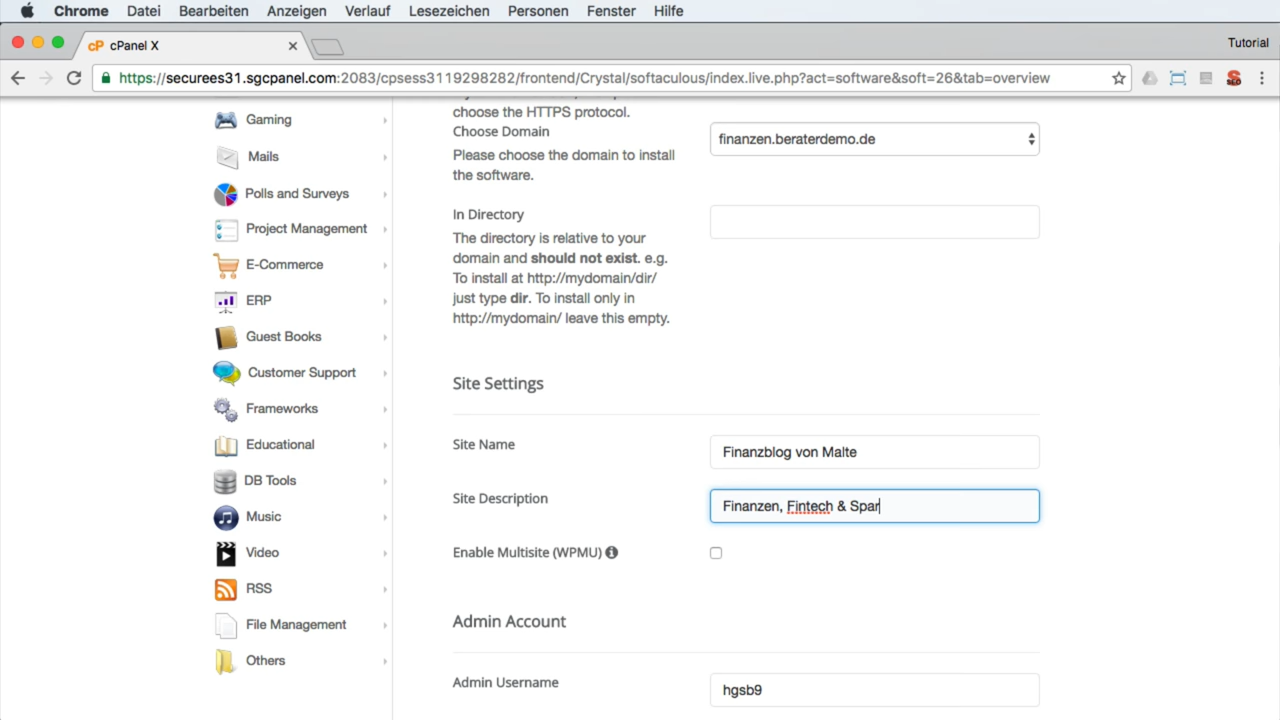 Chrome Datei Bearbeiten Anzeigen Verlauf Lesezeichen Personen Fenster Hilfe
cP cPanel X
Tutorial
https://securees31.sgcpanel.com:2083/cpsess3119298282/frontend/Crystal/softaculous/index.live.php?act=software&soft=26&tab=overview
SEO
Gaming
Mails
Polls and Surveys
Project Management
E-Commerce
ERP
Guest Books
Customer Support
Frameworks
Educational
DB Tools
Music
Video
RSS
File Management
Others
choose the HTTPS protocol.
Choose Domain
Please choose the domain to install
the software.
finanzen.beraterdemo.de
In Directory
The directory is relative to your
domain and should not exist. e.g.
To install at http://mydomain/dir/
just type dir. To install only in
http://mydomain/ leave this empty.
Site Settings
Site Name
Finanzblog von Malte
Site Description
Finanzen, Fintech & Spar
Enable Multisite (WPMU)
Admin Account
Admin Username
hgsb9